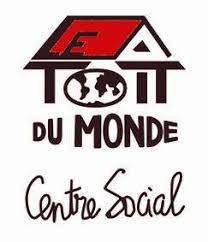 LE
TOIT
DU MONDE
Centre Social